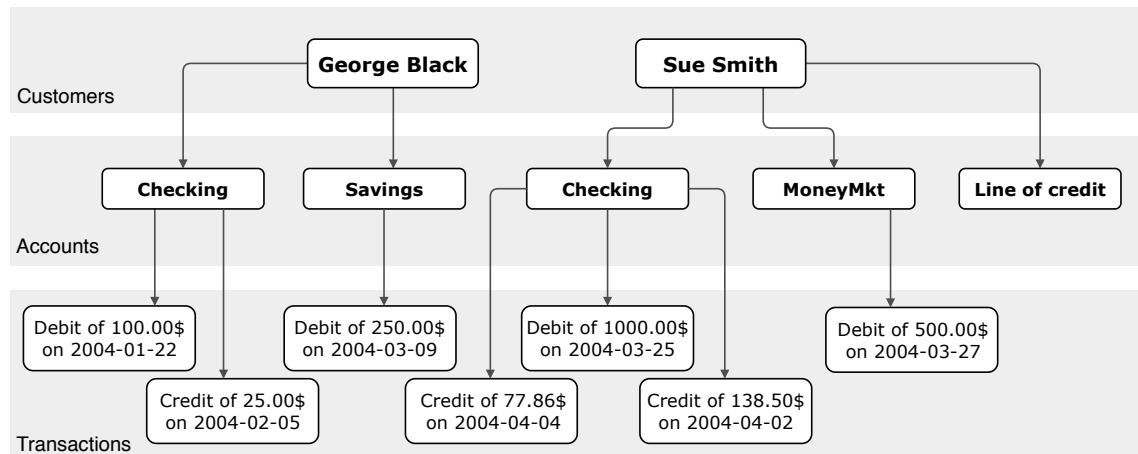 George Black
Sue Smith
Customers
Checking
Savings
Checking
MoneyMkt
Line of credit
Accounts
Debit of 100.00$
on 2004-01-22
Debit of 250.00$
on 2004-03-09
Debit of 1000.00$
on 2004-03-25
Debit of 500.00$
on 2004-03-27
Credit of 25.00$
on 2004-02-05
Credit of 77.86$
on 2004-04-04
Credit of 138.50$
on 2004-04-02
Transactions